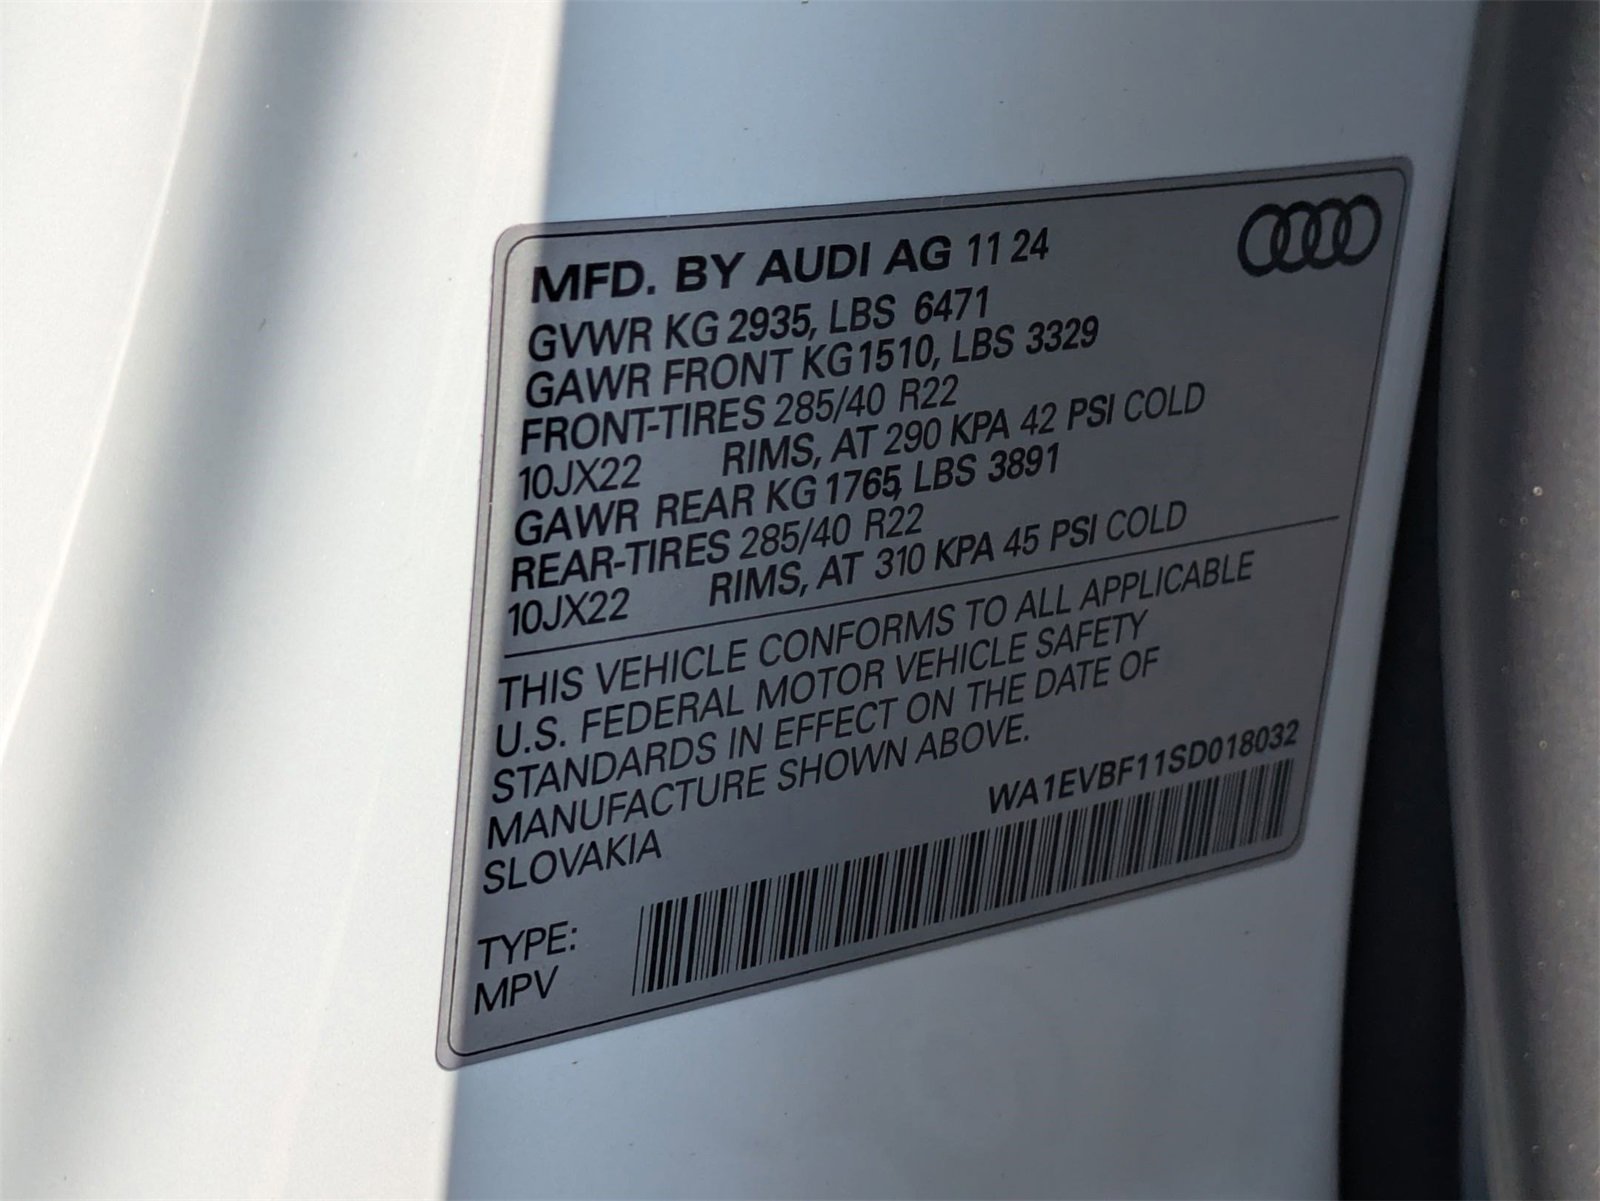 MFD. BY AUDI AG 11 24
GVWR KG 2935, LBS 6471
GAWR FRONT KG 1510, LBS 3329
FRONT-TIRES 285/40 R22
10JX22 RIMS, AT 290 KPA 42 PSI COLD
GAWR REAR KG 1765, LBS 3891
REAR-TIRES 285/40 R22
10JX22 RIMS, AT 310 KPA 45 PSI COLD
THIS VEHICLE CONFORMS TO ALL APPLICABLE
U.S. FEDERAL MOTOR VEHICLE SAFETY
STANDARDS IN EFFECT ON THE DATE OF
MANUFACTURE SHOWN ABOVE.
SLOVAKIA
WA1EVBF11SD018032
TYPE:
MPV